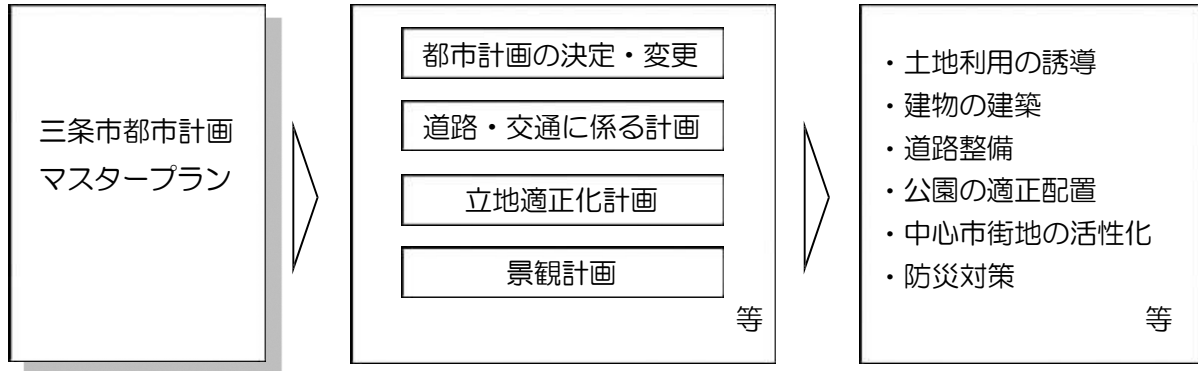 三条市都市計画
マスタープラン
都市計画の決定・変更
道路・交通に係る計画
立地適正化計画
景観計画
等
・土地利用の誘導
・建物の建築
・道路整備
・公園の適正配置
・中心市街地の活性化
・防災対策
等